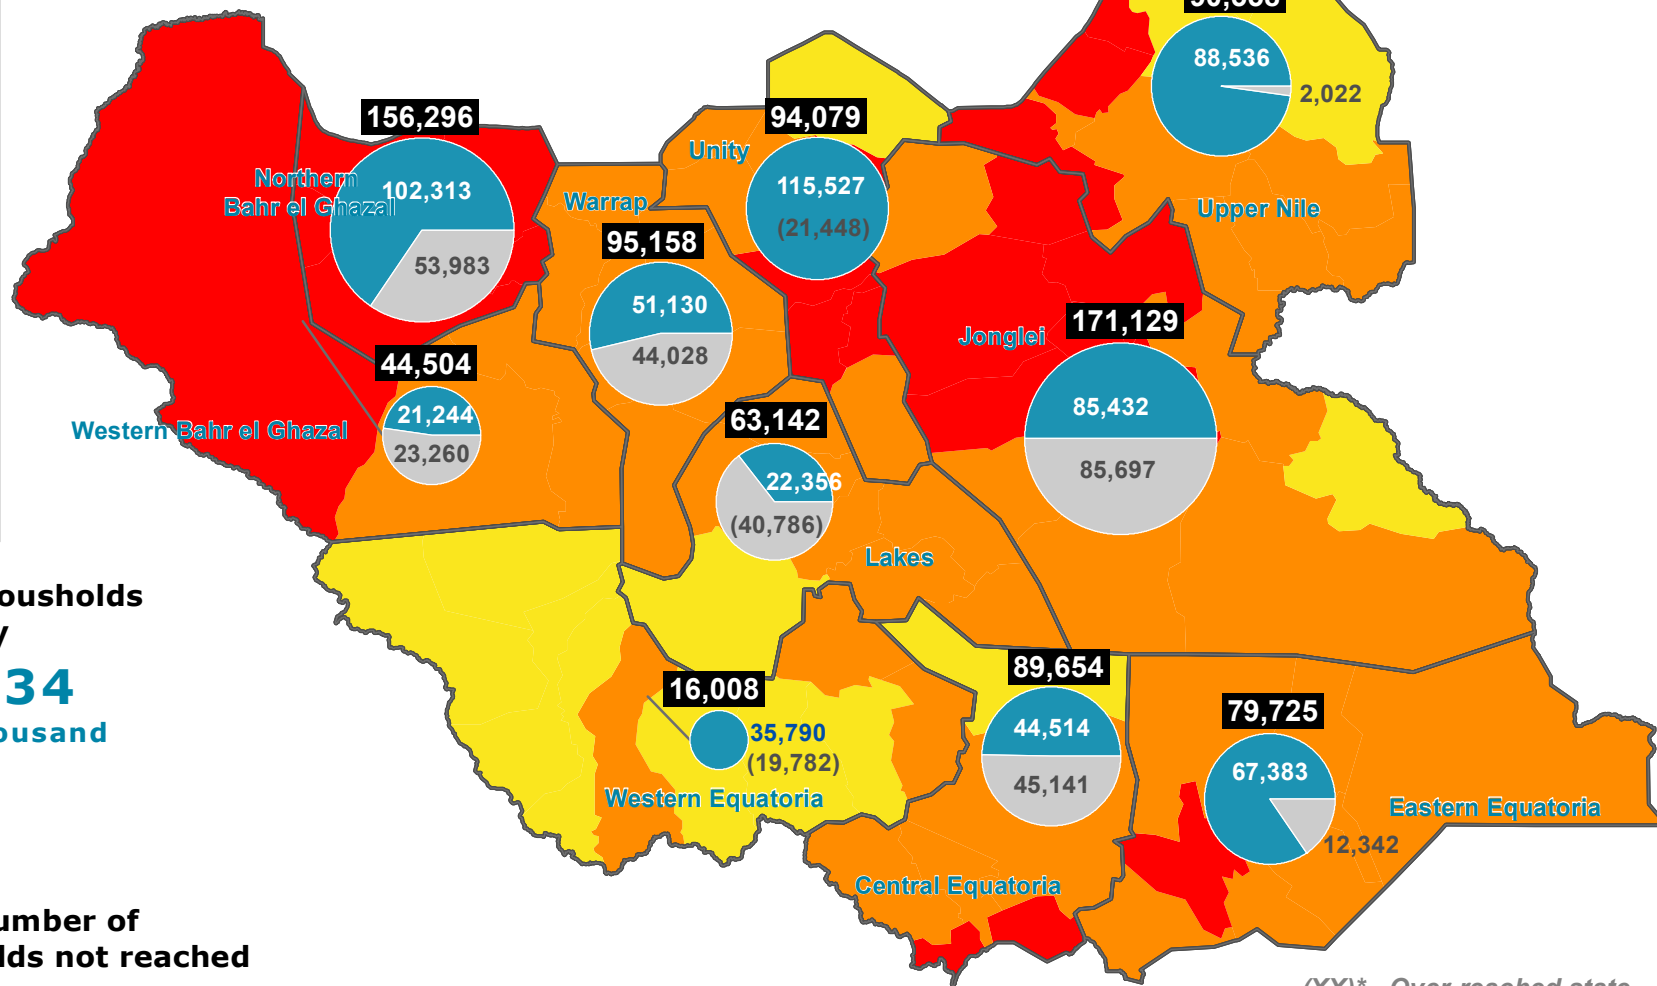 88,536
2,022
156,296
94,079
Unity
Northern
Bahr el Ghazal
102,313
115,527
(21,448)
Warrap
Upper Nile
95,158
53,983
51,130
44,028
Jonglei
171,129
44,504
21,244
23,260
Western Bahr el Ghazal
63,142
22,356
(40,786)
85,432
85,697
Lakes
34
16,008
35,790
(19,782)
Western Equatoria
89,654
44,514
45,141
79,725
67,383
12,342
Eastern Equatoria
Central Equatoria
of
not reached